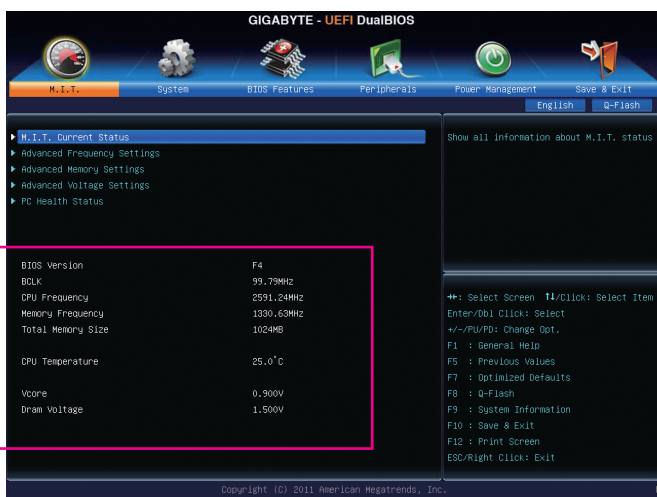 GIGABYTE - UEFI DualBIOS
M.I.T. System BIOS Features Peripherals Power Management Save & Exit
English Q-Flash
M.I.T. Current Status
Advanced Frequency Settings
Advanced Memory Settings
Advanced Voltage Settings
PC Health Status
Show all information about M.I.T. status
BIOS Version F4
BCLK 99.79MHz
CPU Frequency 2591.24MHz
Memory Frequency 1330.63MHz
Total Memory Size 1024MB
CPU Temperature 25.0°C
Vcore 0.900V
Dram Voltage 1.500V
→←: Select Screen ↑↓/Click: Select Item
Enter/Dbl Click: Select
+/-/PU/PD: Change Opt.
F1 : General Help
F5 : Previous Values
F7 : Optimized Defaults
F8 : Q-Flash
F9 : System Information
F10 : Save & Exit
F12 : Print Screen
ESC/Right Click: Exit
Copyright (C) 2011 American Megatrends, Inc.